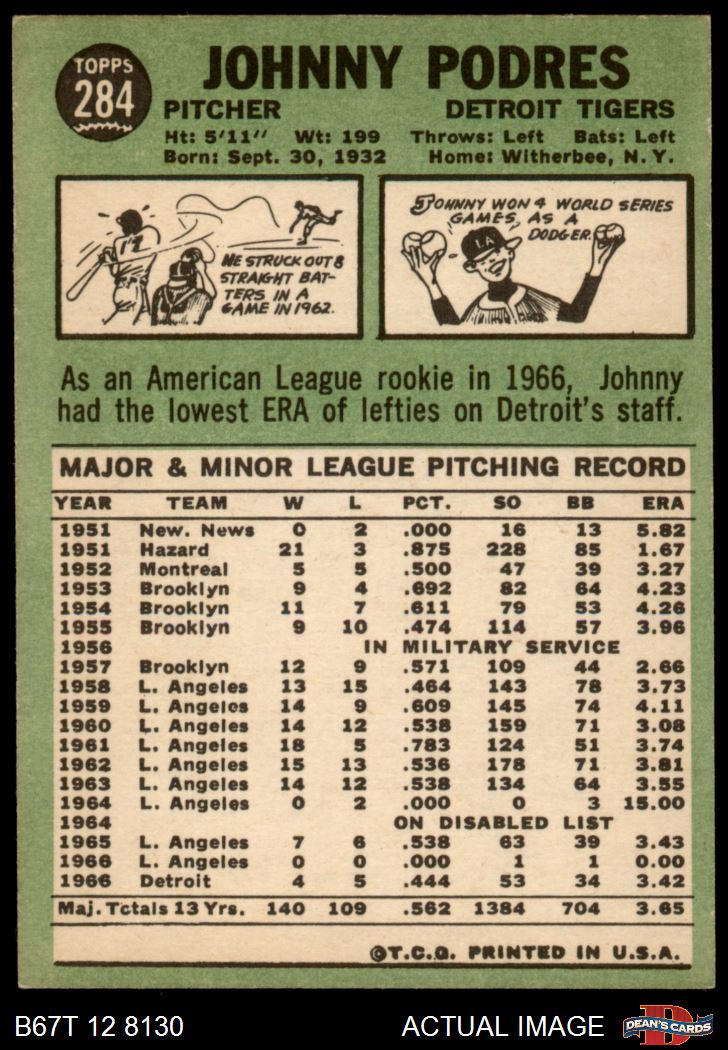 TOPPS
284
JOHNNY PODRES
PITCHER DETROIT TIGERS
Ht: 5'11" Wt: 199 Throws: Left Bats: Left
Born: Sept. 30, 1932 Home: Witherbee, N. Y.
HE STRUCK OUT 8
STRAIGHT BAT-
TERS IN A
GAME IN 1962.
JOHNNY WON 4 WORLD SERIES
GAMES, AS A
DODGER.
L.A.
As an American League rookie in 1966, Johnny
had the lowest ERA of lefties on Detroit's staff.
MAJOR & MINOR LEAGUE PITCHING RECORD
YEAR TEAM W L PCT. SO BB ERA
1951 New. News 0 2 .000 16 13 5.82
1951 Hazard 21 3 .875 228 85 1.67
1952 Montreal 5 5 .500 47 39 3.27
1953 Brooklyn 9 4 .692 82 64 4.23
1954 Brooklyn 11 7 .611 79 53 4.26
1955 Brooklyn 9 10 .474 114 57 3.96
1956 IN MILITARY SERVICE
1957 Brooklyn 12 9 .571 109 44 2.66
1958 L. Angeles 13 15 .464 143 78 3.73
1959 L. Angeles 14 9 .609 145 74 4.11
1960 L. Angeles 14 12 .538 159 71 3.08
1961 L. Angeles 18 5 .783 124 51 3.74
1962 L. Angeles 15 13 .536 178 71 3.81
1963 L. Angeles 14 12 .538 134 64 3.55
1964 L. Angeles 0 2 .000 0 3 15.00
1964 ON DISABLED LIST
1965 L. Angeles 7 6 .538 63 39 3.43
1966 L. Angeles 0 0 .000 1 1 0.00
1966 Detroit 4 5 .444 53 34 3.42
Maj. Totals 13 Yrs. 140 109 .562 1384 704 3.65
©T.C.G. PRINTED IN U.S.A.
B67T 12 8130 ACTUAL IMAGE
D
DEAN'S CARDS